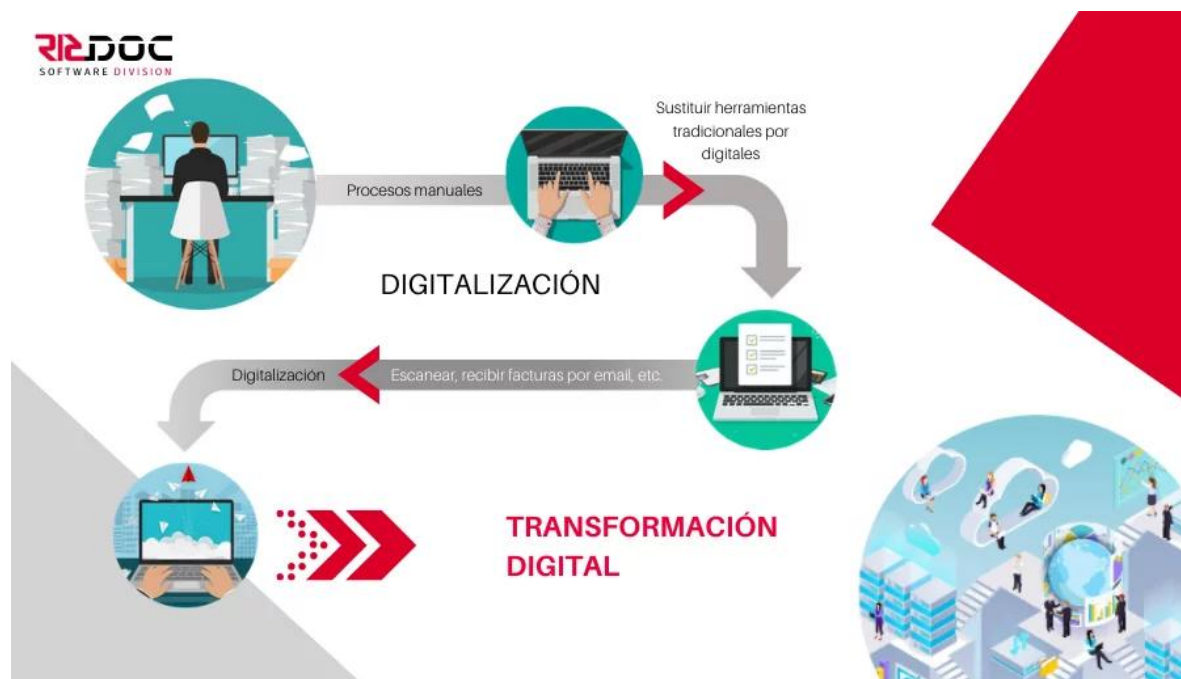 RISDOC
SOFTWARE DIVISION
Sustituir herramientas
tradicionales por
digitales
Procesos manuales
DIGITALIZACIÓN
Digitalización
Escanear, recibir facturas por email, etc.
TRANSFORMACIÓN
DIGITAL